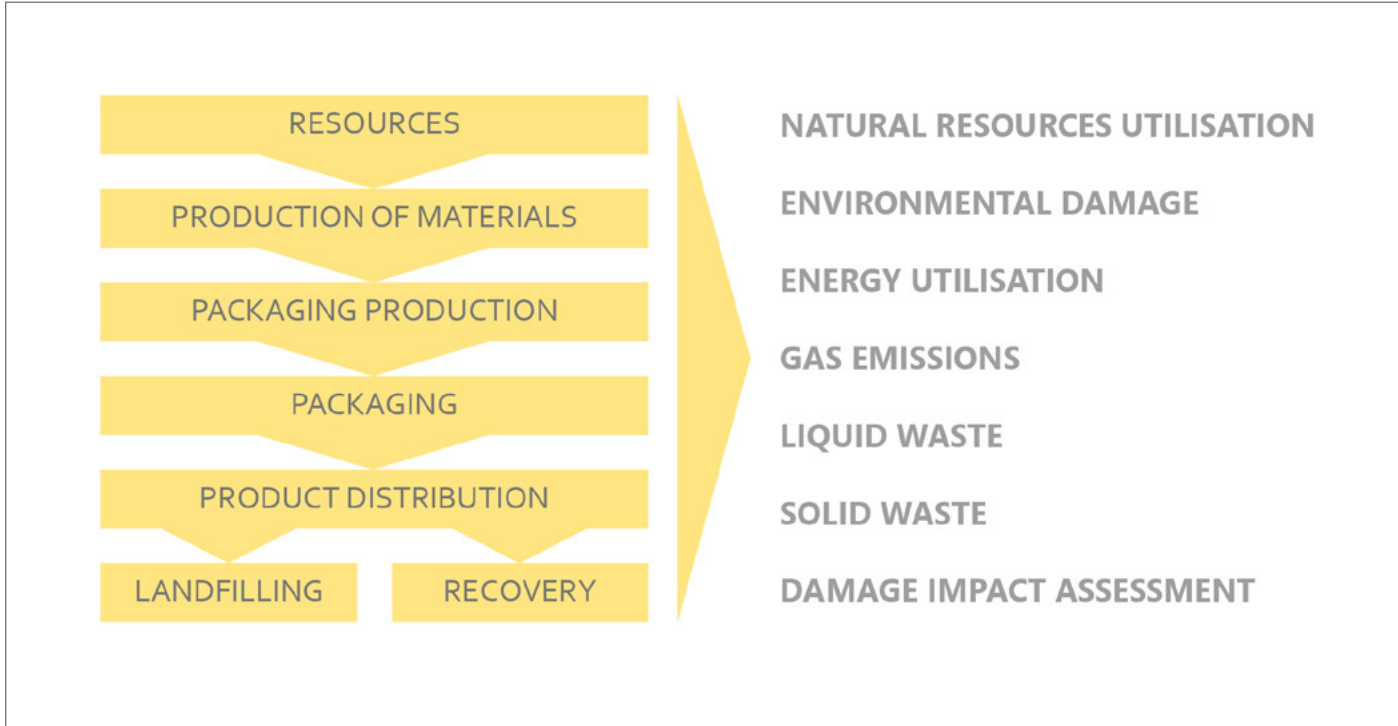 RESOURCES
PRODUCTION OF MATERIALS
PACKAGING PRODUCTION
PACKAGING
PRODUCT DISTRIBUTION
LANDFILLING
RECOVERY
NATURAL RESOURCES UTILISATION
ENVIRONMENTAL DAMAGE
ENERGY UTILISATION
GAS EMISSIONS
LIQUID WASTE
SOLID WASTE
DAMAGE IMPACT ASSESSMENT